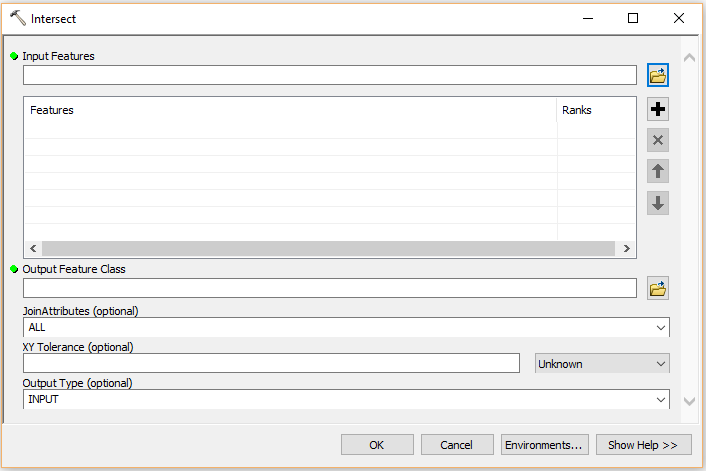 Intersect
Input Features
Features Ranks
Output Feature Class
JoinAttributes (optional)
ALL
XY Tolerance (optional)
Unknown
Output Type (optional)
INPUT
OK Cancel Environments... Show Help >>